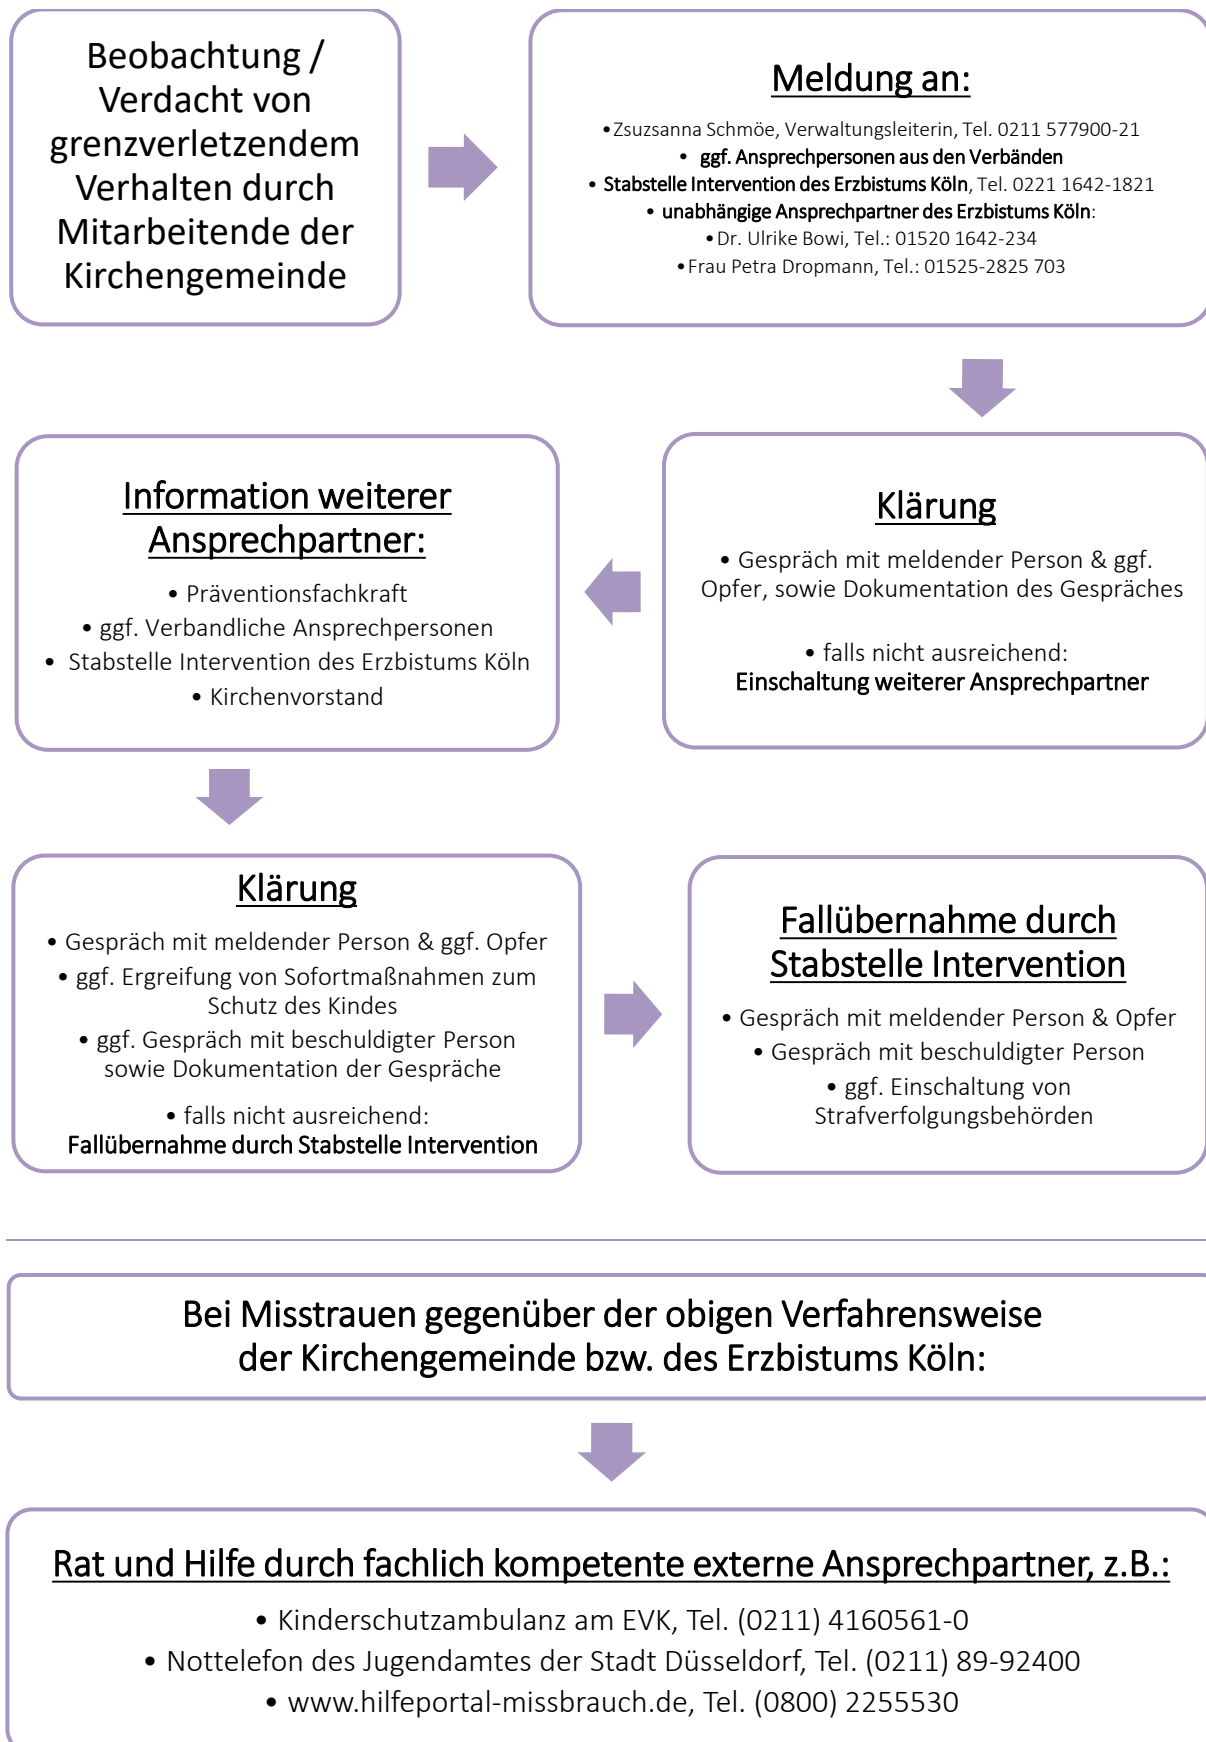 Beobachtung /
Verdacht von
grenzverletzendem
Verhalten durch
Mitarbeitende der
Kirchengemeinde
Meldung an:
•Zsuzsanna Schmöe, Verwaltungsleiterin, Tel. 0211 577900-21
• ggf. Ansprechpersonen aus den Verbänden
• Stabstelle Intervention des Erzbistums Köln, Tel. 0221 1642-1821
• unabhängige Ansprechpartner des Erzbistums Köln:
•Dr. Ulrike Bowi, Tel.: 01520 1642-234
•Frau Petra Dropmann, Tel.: 01525-2825 703
Klärung
• Gespräch mit meldender Person & ggf.
Opfer, sowie Dokumentation des Gespräches
• falls nicht ausreichend:
Einschaltung weiterer Ansprechpartner
Information weiterer
Ansprechpartner:
• Präventionsfachkraft
• ggf. Verbandliche Ansprechpersonen
• Stabstelle Intervention des Erzbistums Köln
• Kirchenvorstand
Klärung
• Gespräch mit meldender Person & ggf. Opfer
• ggf. Ergreifung von Sofortmaßnahmen zum
Schutz des Kindes
• ggf. Gespräch mit beschuldigter Person
sowie Dokumentation der Gespräche
• falls nicht ausreichend:
Fallübernahme durch Stabstelle Intervention
Fallübernahme durch
Stabstelle Intervention
• Gespräch mit meldender Person & Opfer
• Gespräch mit beschuldigter Person
• ggf. Einschaltung von
Strafverfolgungsbehörden
Bei Misstrauen gegenüber der obigen Verfahrensweise
der Kirchengemeinde bzw. des Erzbistums Köln:
Rat und Hilfe durch fachlich kompetente externe Ansprechpartner, z.B.:
• Kinderschutzambulanz am EVK, Tel. (0211) 4160561-0
• Nottelefon des Jugendamtes der Stadt Düsseldorf, Tel. (0211) 89-92400
• www.hilfeportal-missbrauch.de, Tel. (0800) 2255530